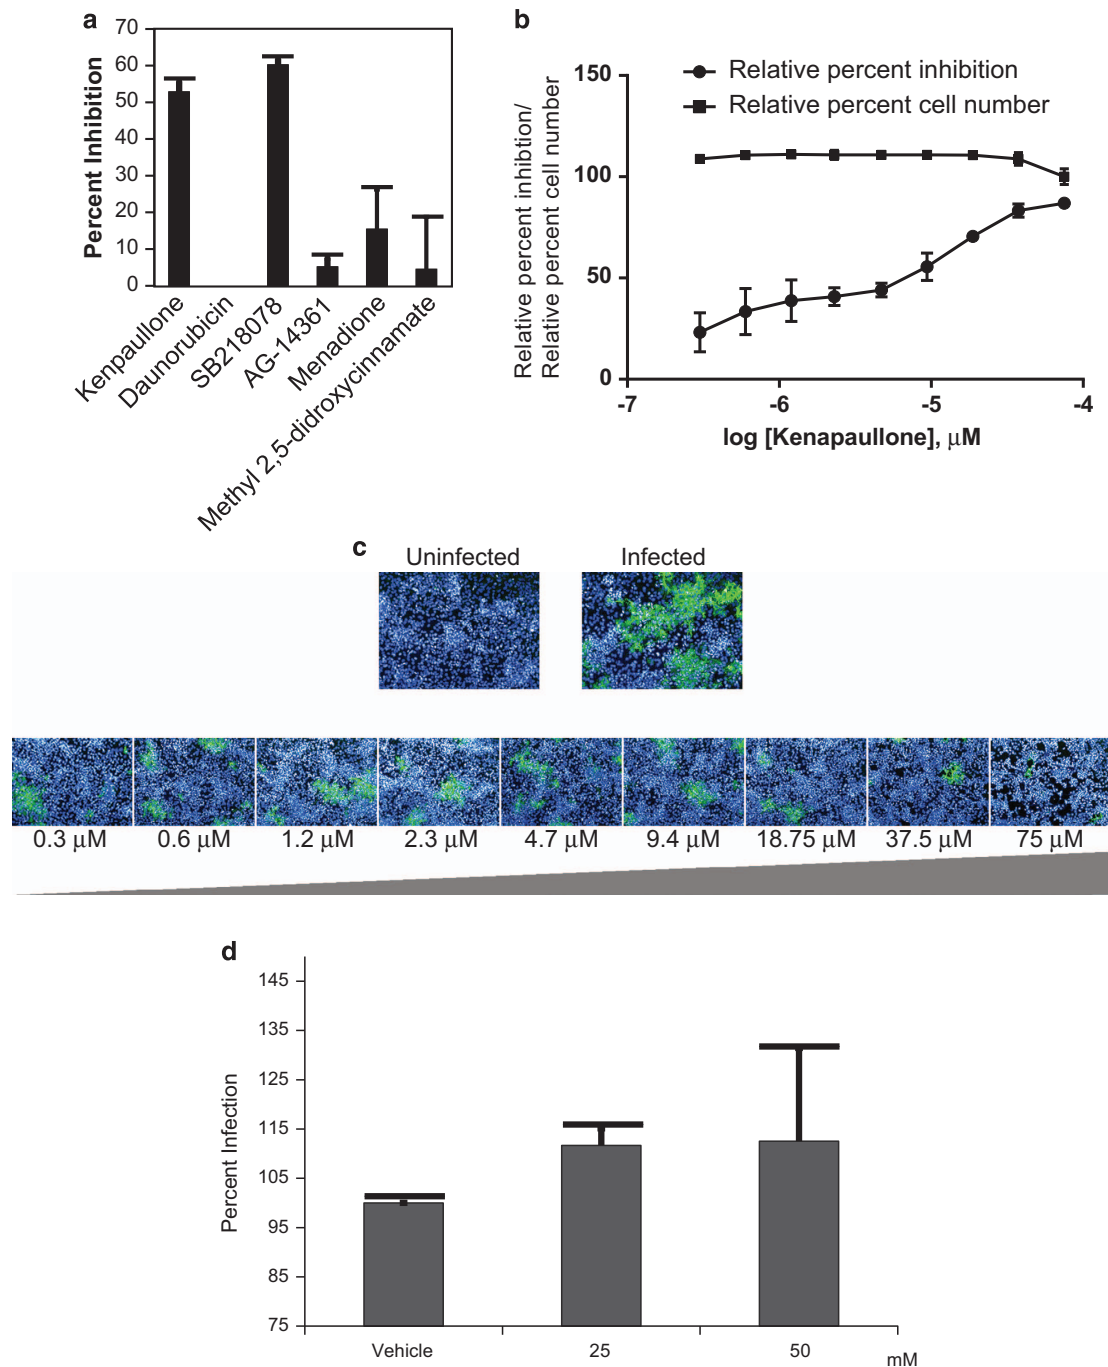 a
70
60
50
40
30
20
10
0
Percent Inhibition
Kenpaullone
Daunorubicin
SB218078
AG-14361
Menadione
Methyl 2,5-didroxycinnamate
b
Relative percent inhibition
Relative percent cell number
150
100
50
0
Relative percent inhibtion/
Relative percent cell number
-7
-6
-5
-4
log [Kenapaullone], μM
c
Uninfected
Infected
0.3 μM
0.6 μM
1.2 μM
2.3 μM
4.7 μM
9.4 μM
18.75 μM
37.5 μM
75 μM
d
145
135
125
115
105
95
85
75
Percent Infection
Vehicle
25
50
mM